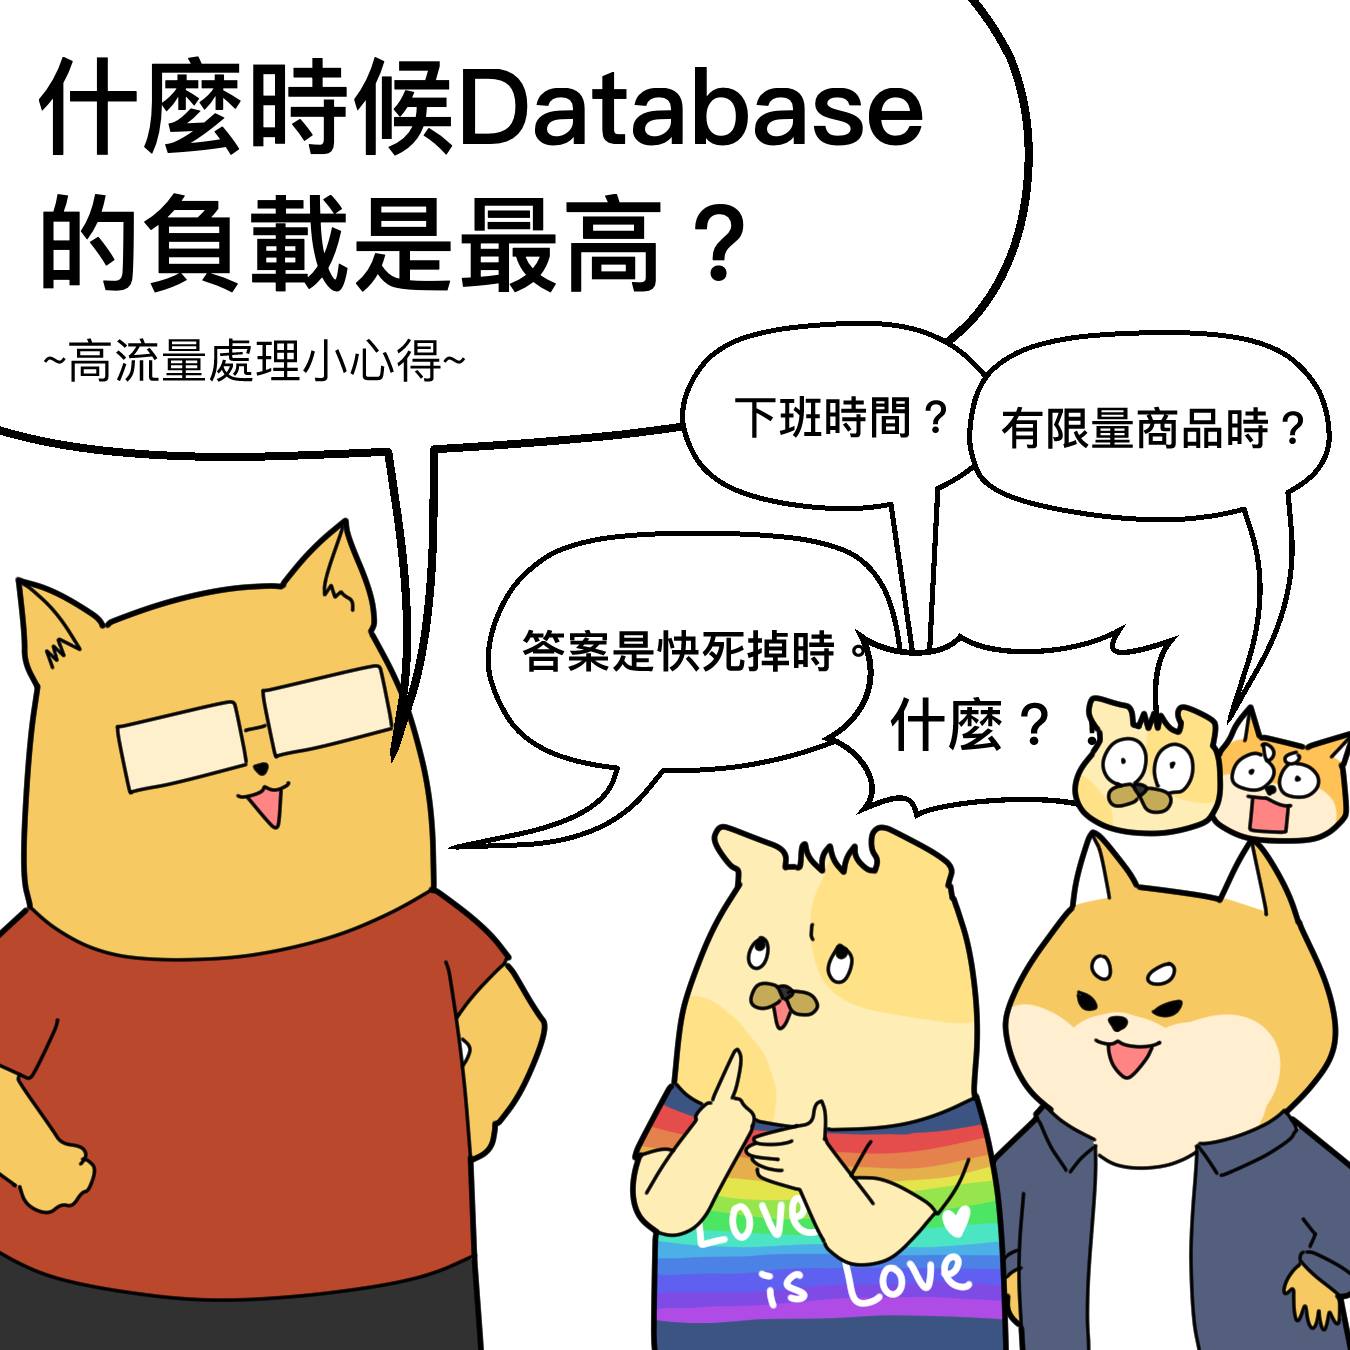 什麼時候Database
的負載是最高？
~高流量處理小心得~
下班時間？
有限量商品時？
答案是快死掉時。
什麼？！
Love
is Love